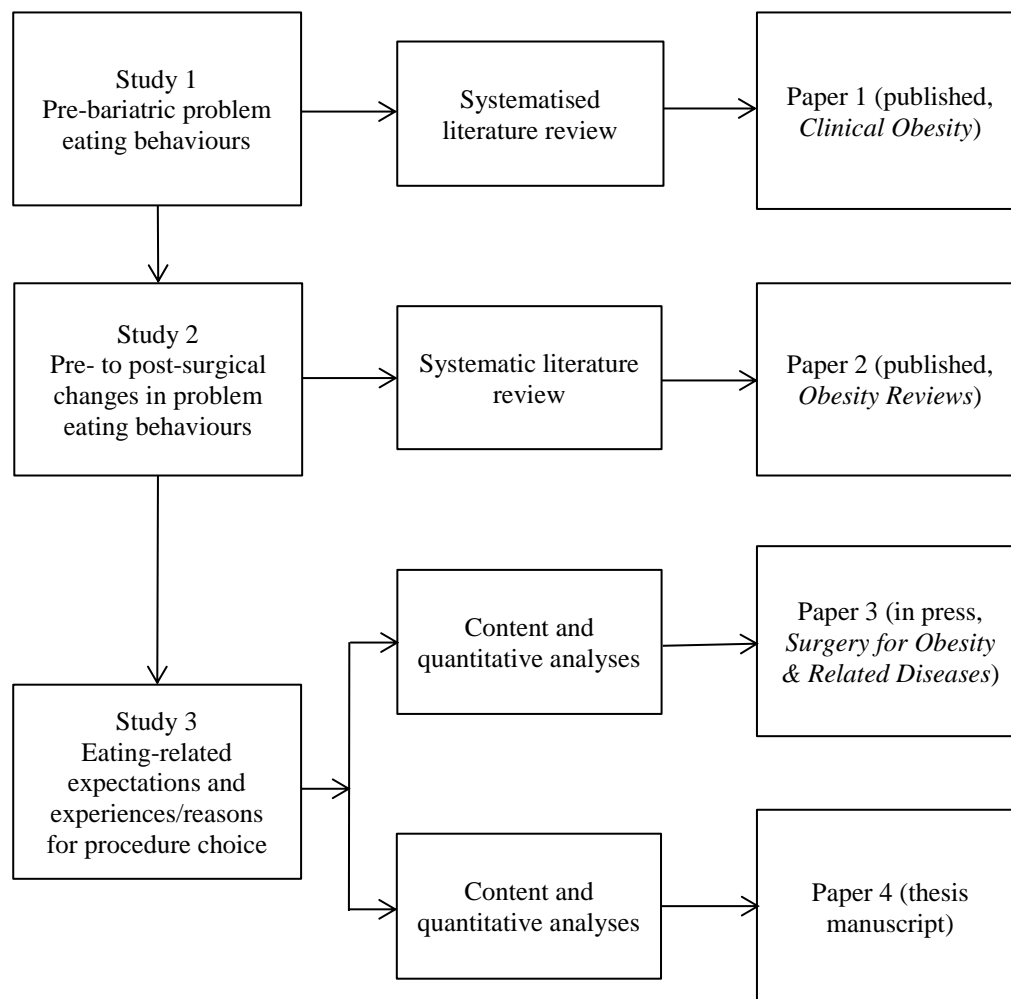 Study 1
Pre-bariatric problem
eating behaviours
Systematised
literature review
Paper 1 (published,
Clinical Obesity)
Study 2
Pre- to post-surgical
changes in problem
eating behaviours
Systematic literature
review
Paper 2 (published,
Obesity Reviews)
Study 3
Eating-related
expectations and
experiences/reasons
for procedure choice
Content and
quantitative analyses
Paper 3 (in press,
Surgery for Obesity
& Related Diseases)
Content and
quantitative analyses
Paper 4 (thesis
manuscript)